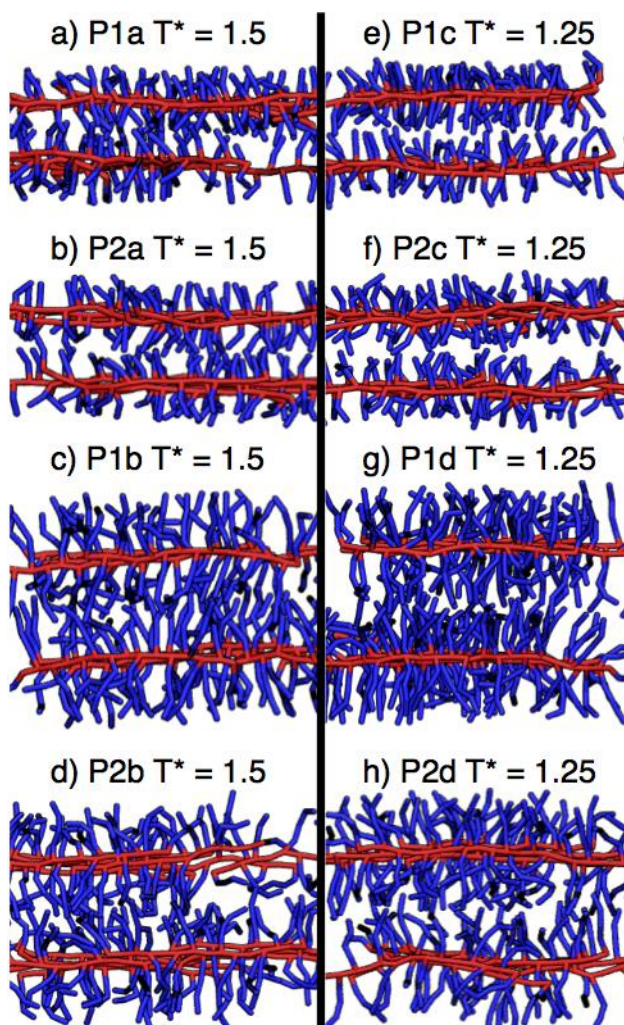 a) P1a T* = 1.5
b) P2a T* = 1.5
c) P1b T* = 1.5
d) P2b T* = 1.5
e) P1c T* = 1.25
f) P2c T* = 1.25
g) P1d T* = 1.25
h) P2d T* = 1.25